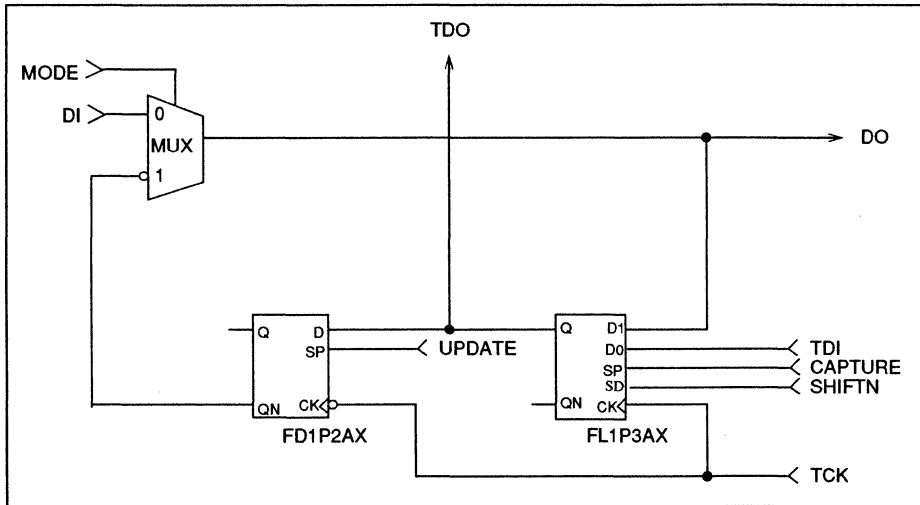 TDO
MODE
DI
0
MUX
1
DO
Q D
SP
UPDATE
QN CK
FD1P2AX
Q D1
D0
SP
SD
QN CK
FL1P3AX
TDI
CAPTURE
SHIFTN
TCK